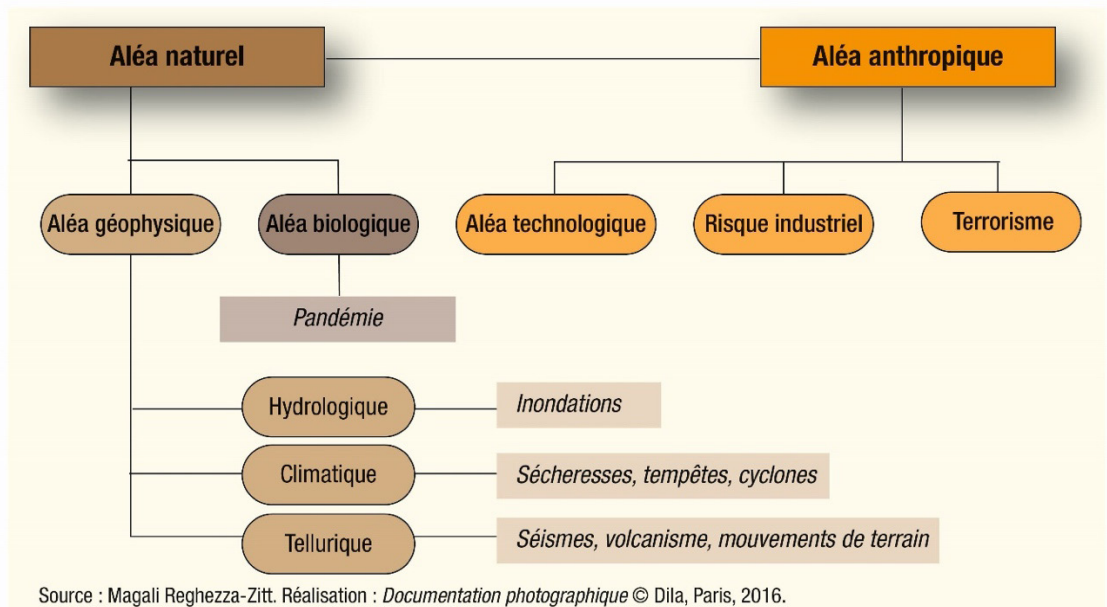 Aléa naturel
Aléa anthropique
Aléa géophysique
Aléa biologique
Aléa technologique
Risque industriel
Terrorisme
Pandémie
Hydrologique
Inondations
Climatique
Sécheresses, tempêtes, cyclones
Tellurique
Séismes, volcanisme, mouvements de terrain
Source : Magali Reghezza-Zitt. Réalisation : Documentation photographique © Dila, Paris, 2016.